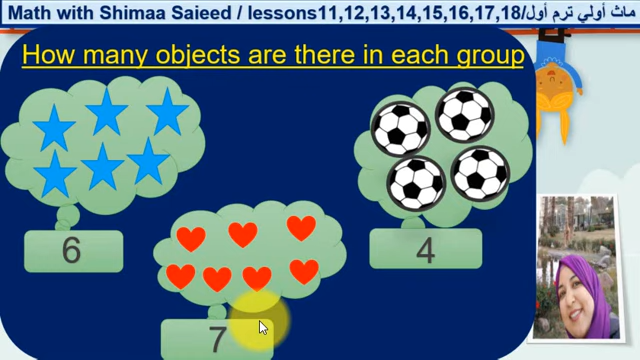 Math with Shimaa Saieed / lessons11,12,13,14,15,16,17,18/ماث أولي ترم أول
How many objects are there in each group
6
4
7